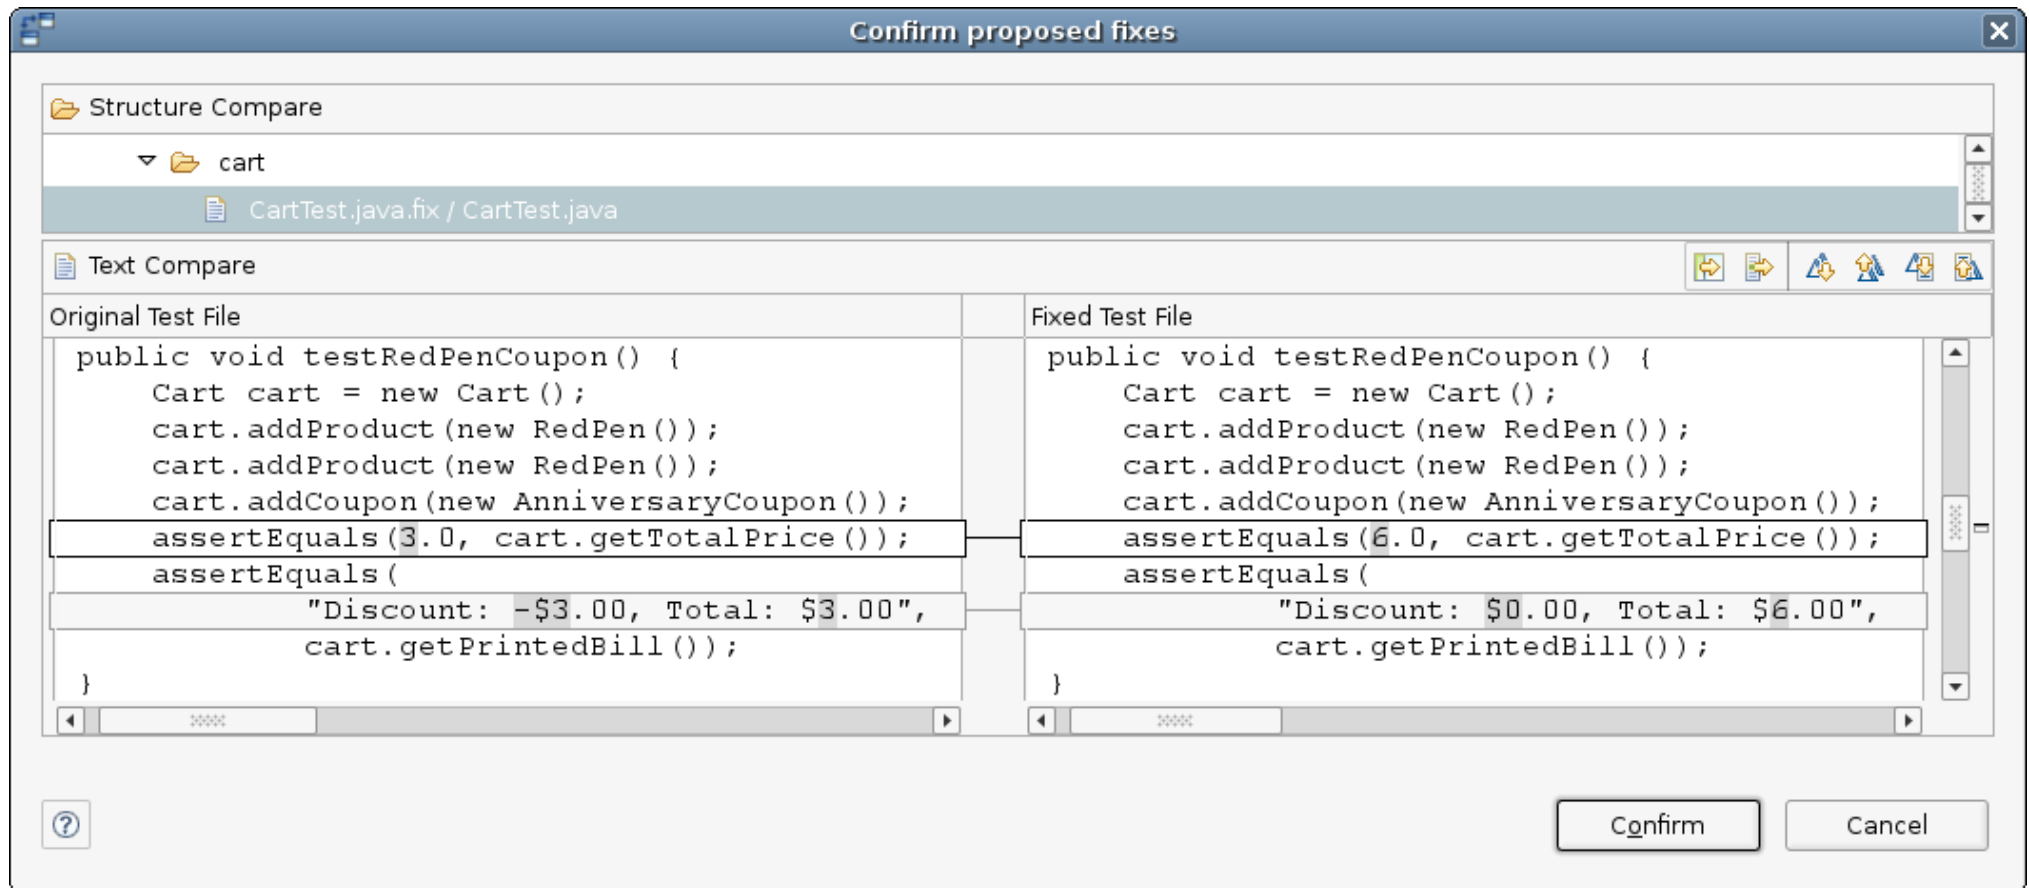 Confirm proposed fixes
Structure Compare
cart
CartTest.java.fix / CartTest.java
Text Compare
Original Test File
public void testRedPenCoupon() {
Cart cart = new Cart();
cart.addProduct(new RedPen());
cart.addProduct(new RedPen());
cart.addCoupon(new AnniversaryCoupon());
assertEquals(3.0, cart.getTotalPrice());
assertEquals(
"Discount: -$3.00, Total: $3.00",
cart.getPrintedBill());
}
Fixed Test File
public void testRedPenCoupon() {
Cart cart = new Cart();
cart.addProduct(new RedPen());
cart.addProduct(new RedPen());
cart.addCoupon(new AnniversaryCoupon());
assertEquals(6.0, cart.getTotalPrice());
assertEquals(
"Discount: $0.00, Total: $6.00",
cart.getPrintedBill());
}
?
Confirm
Cancel